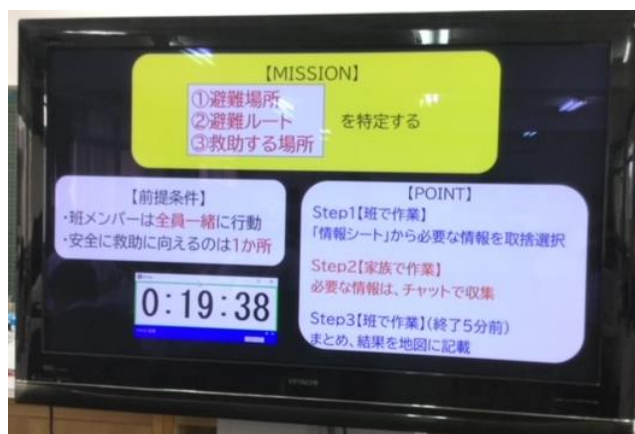 【MISSION】
①避難場所
②避難ルート
③救助する場所
を特定する
【前提条件】
・班メンバーは全員一緒に行動
・安全に救助に向えるのは1か所
0:19:38
【POINT】
Step1【班で作業】
「情報シート」から必要な情報を取捨選択
Step2【家族で作業】
必要な情報は、チャットで収集
Step3【班で作業】(終了5分前)
まとめ、結果を地図に記載
HITACHI